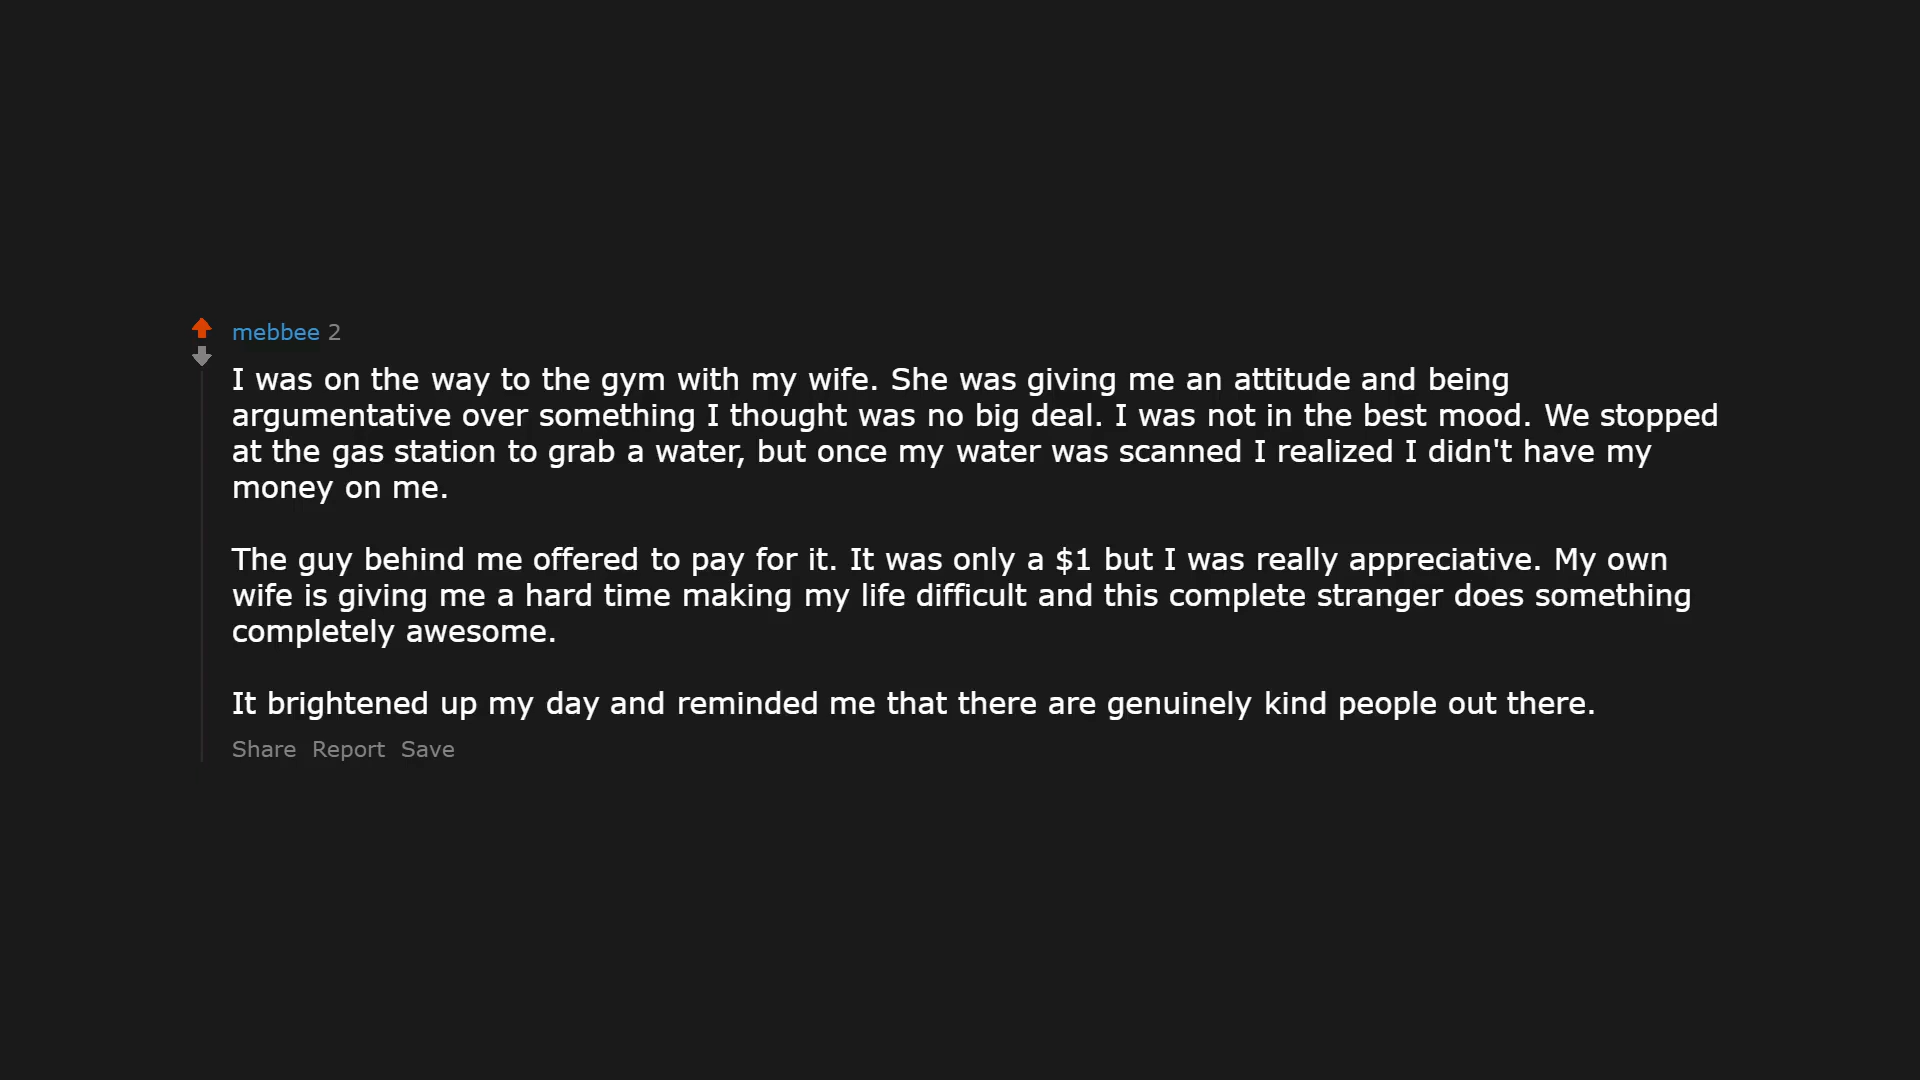 mebbee 2
I was on the way to the gym with my wife. She was giving me an attitude and being
argumentative over something I thought was no big deal. I was not in the best mood. We stopped
at the gas station to grab a water, but once my water was scanned I realized I didn't have my
money on me.
The guy behind me offered to pay for it. It was only a $1 but I was really appreciative. My own
wife is giving me a hard time making my life difficult and this complete stranger does something
completely awesome.
It brightened up my day and reminded me that there are genuinely kind people out there.
Share Report Save